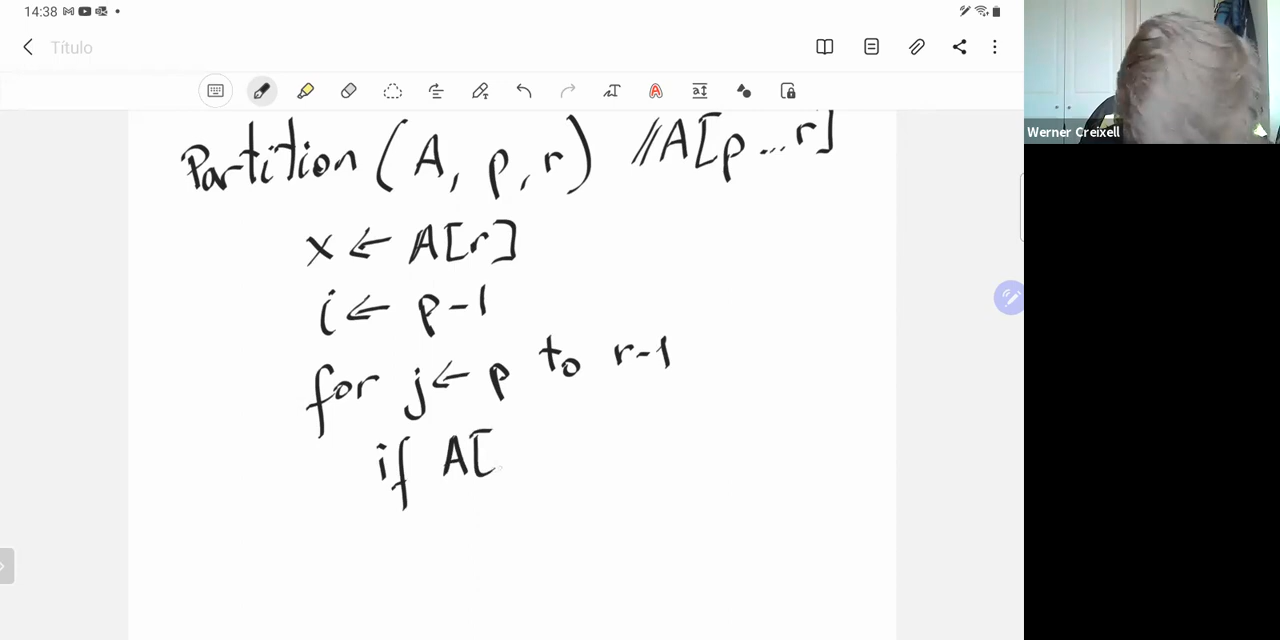 14:38
Título
Werner Creixell
Partition (A, p, r) //A[p...r]
x ← A[r]
i ← p-1
for j ← p to r-1
if A[